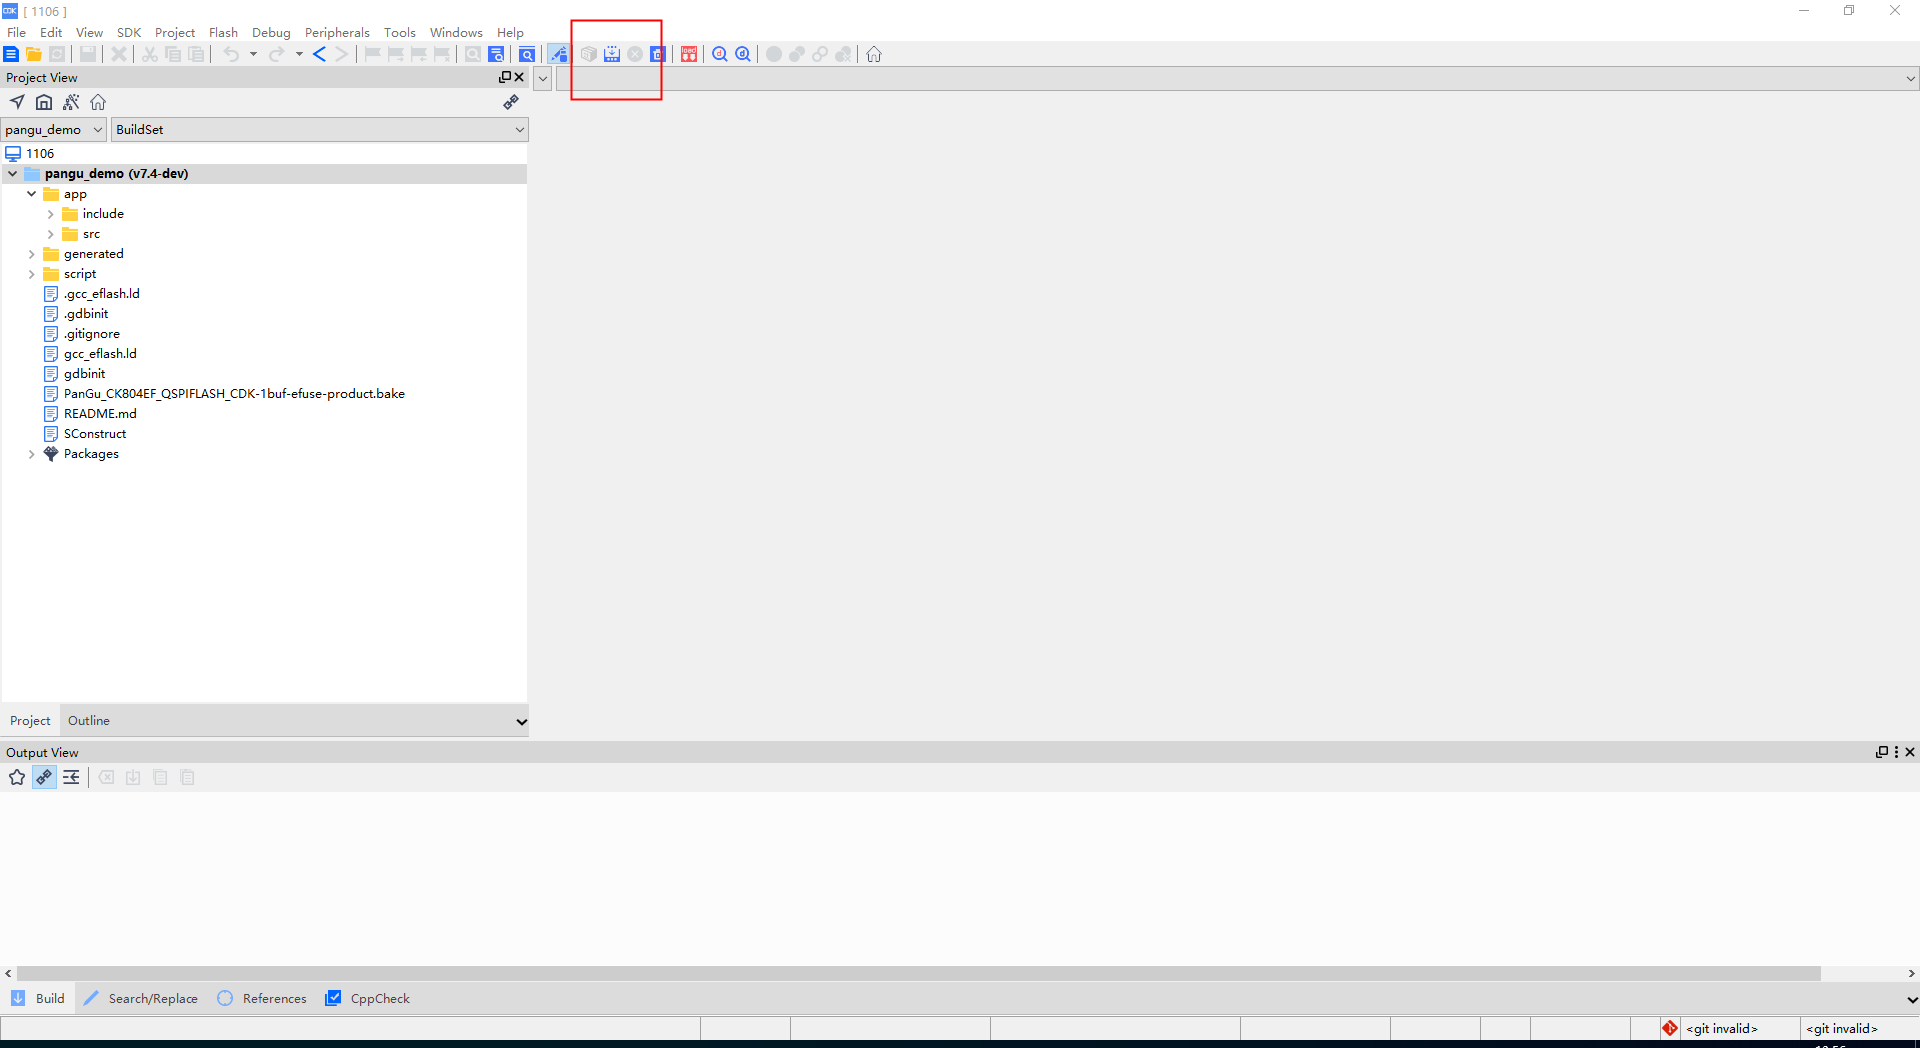 CDK [ 1106 ]
File Edit View SDK Project Flash Debug Peripherals Tools Windows Help
load
Project View
pangu_demo BuildSet
1106
pangu_demo (v7.4-dev)
app
include
src
generated
script
.gcc_eflash.ld
.gdbinit
.gitignore
gcc_eflash.ld
gdbinit
PanGu_CK804EF_QSPIFLASH_CDK-1buf-efuse-product.bake
README.md
SConstruct
Packages
Project Outline
Output View
Build Search/Replace References CppCheck
<git invalid> <git invalid>